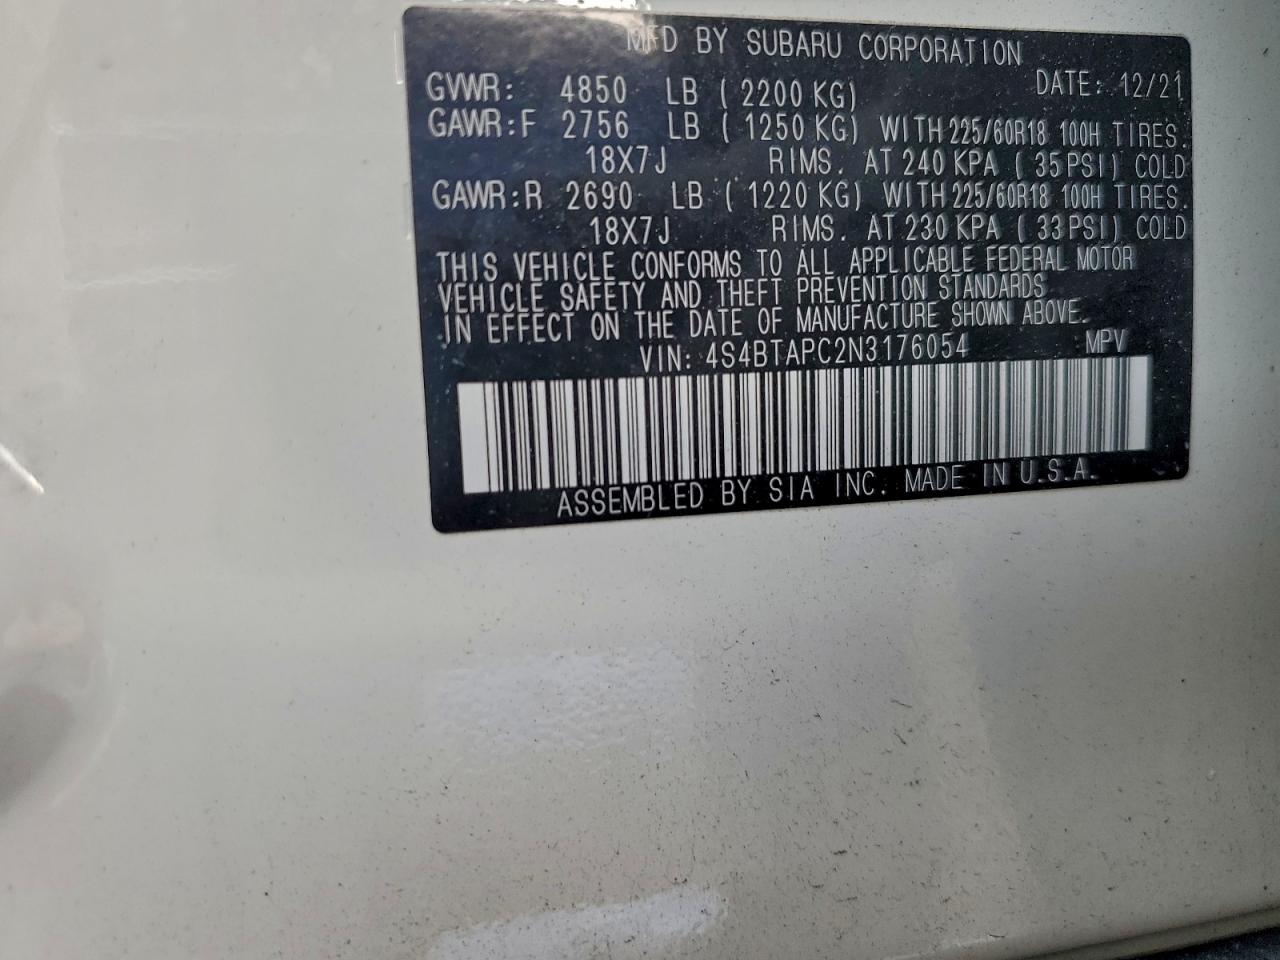 MFD BY SUBARU CORPORATION
GVWR: 4850 LB ( 2200 KG) DATE: 12/21
GAWR:F 2756 LB ( 1250 KG) WITH 225/60R18 100H TIRES.
18X7J RIMS. AT 240 KPA ( 35 PSI) COLD
GAWR:R 2690 LB ( 1220 KG) WITH 225/60R18 100H TIRES.
18X7J RIMS. AT 230 KPA ( 33 PSI) COLD
THIS VEHICLE CONFORMS TO ALL APPLICABLE FEDERAL MOTOR
VEHICLE SAFETY AND THEFT PREVENTION STANDARDS
IN EFFECT ON THE DATE OF MANUFACTURE SHOWN ABOVE.
VIN: 4S4BTAPC2N3176054 MPV
ASSEMBLED BY SIA INC. MADE IN U.S.A.